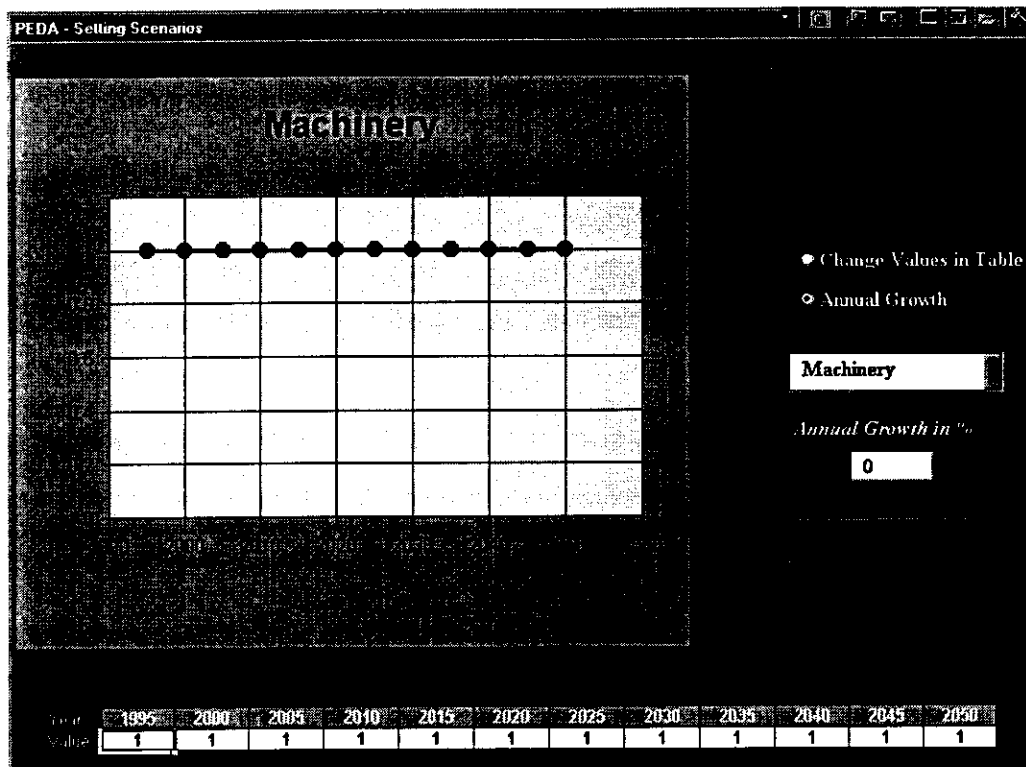 PEDA - Selling Scenarios
Machinery
Change Values in Table
Annual Growth
Machinery
Annual Growth in %
0
Year 1995 2000 2005 2010 2015 2020 2025 2030 2035 2040 2045 2050
Value 1 1 1 1 1 1 1 1 1 1 1 1